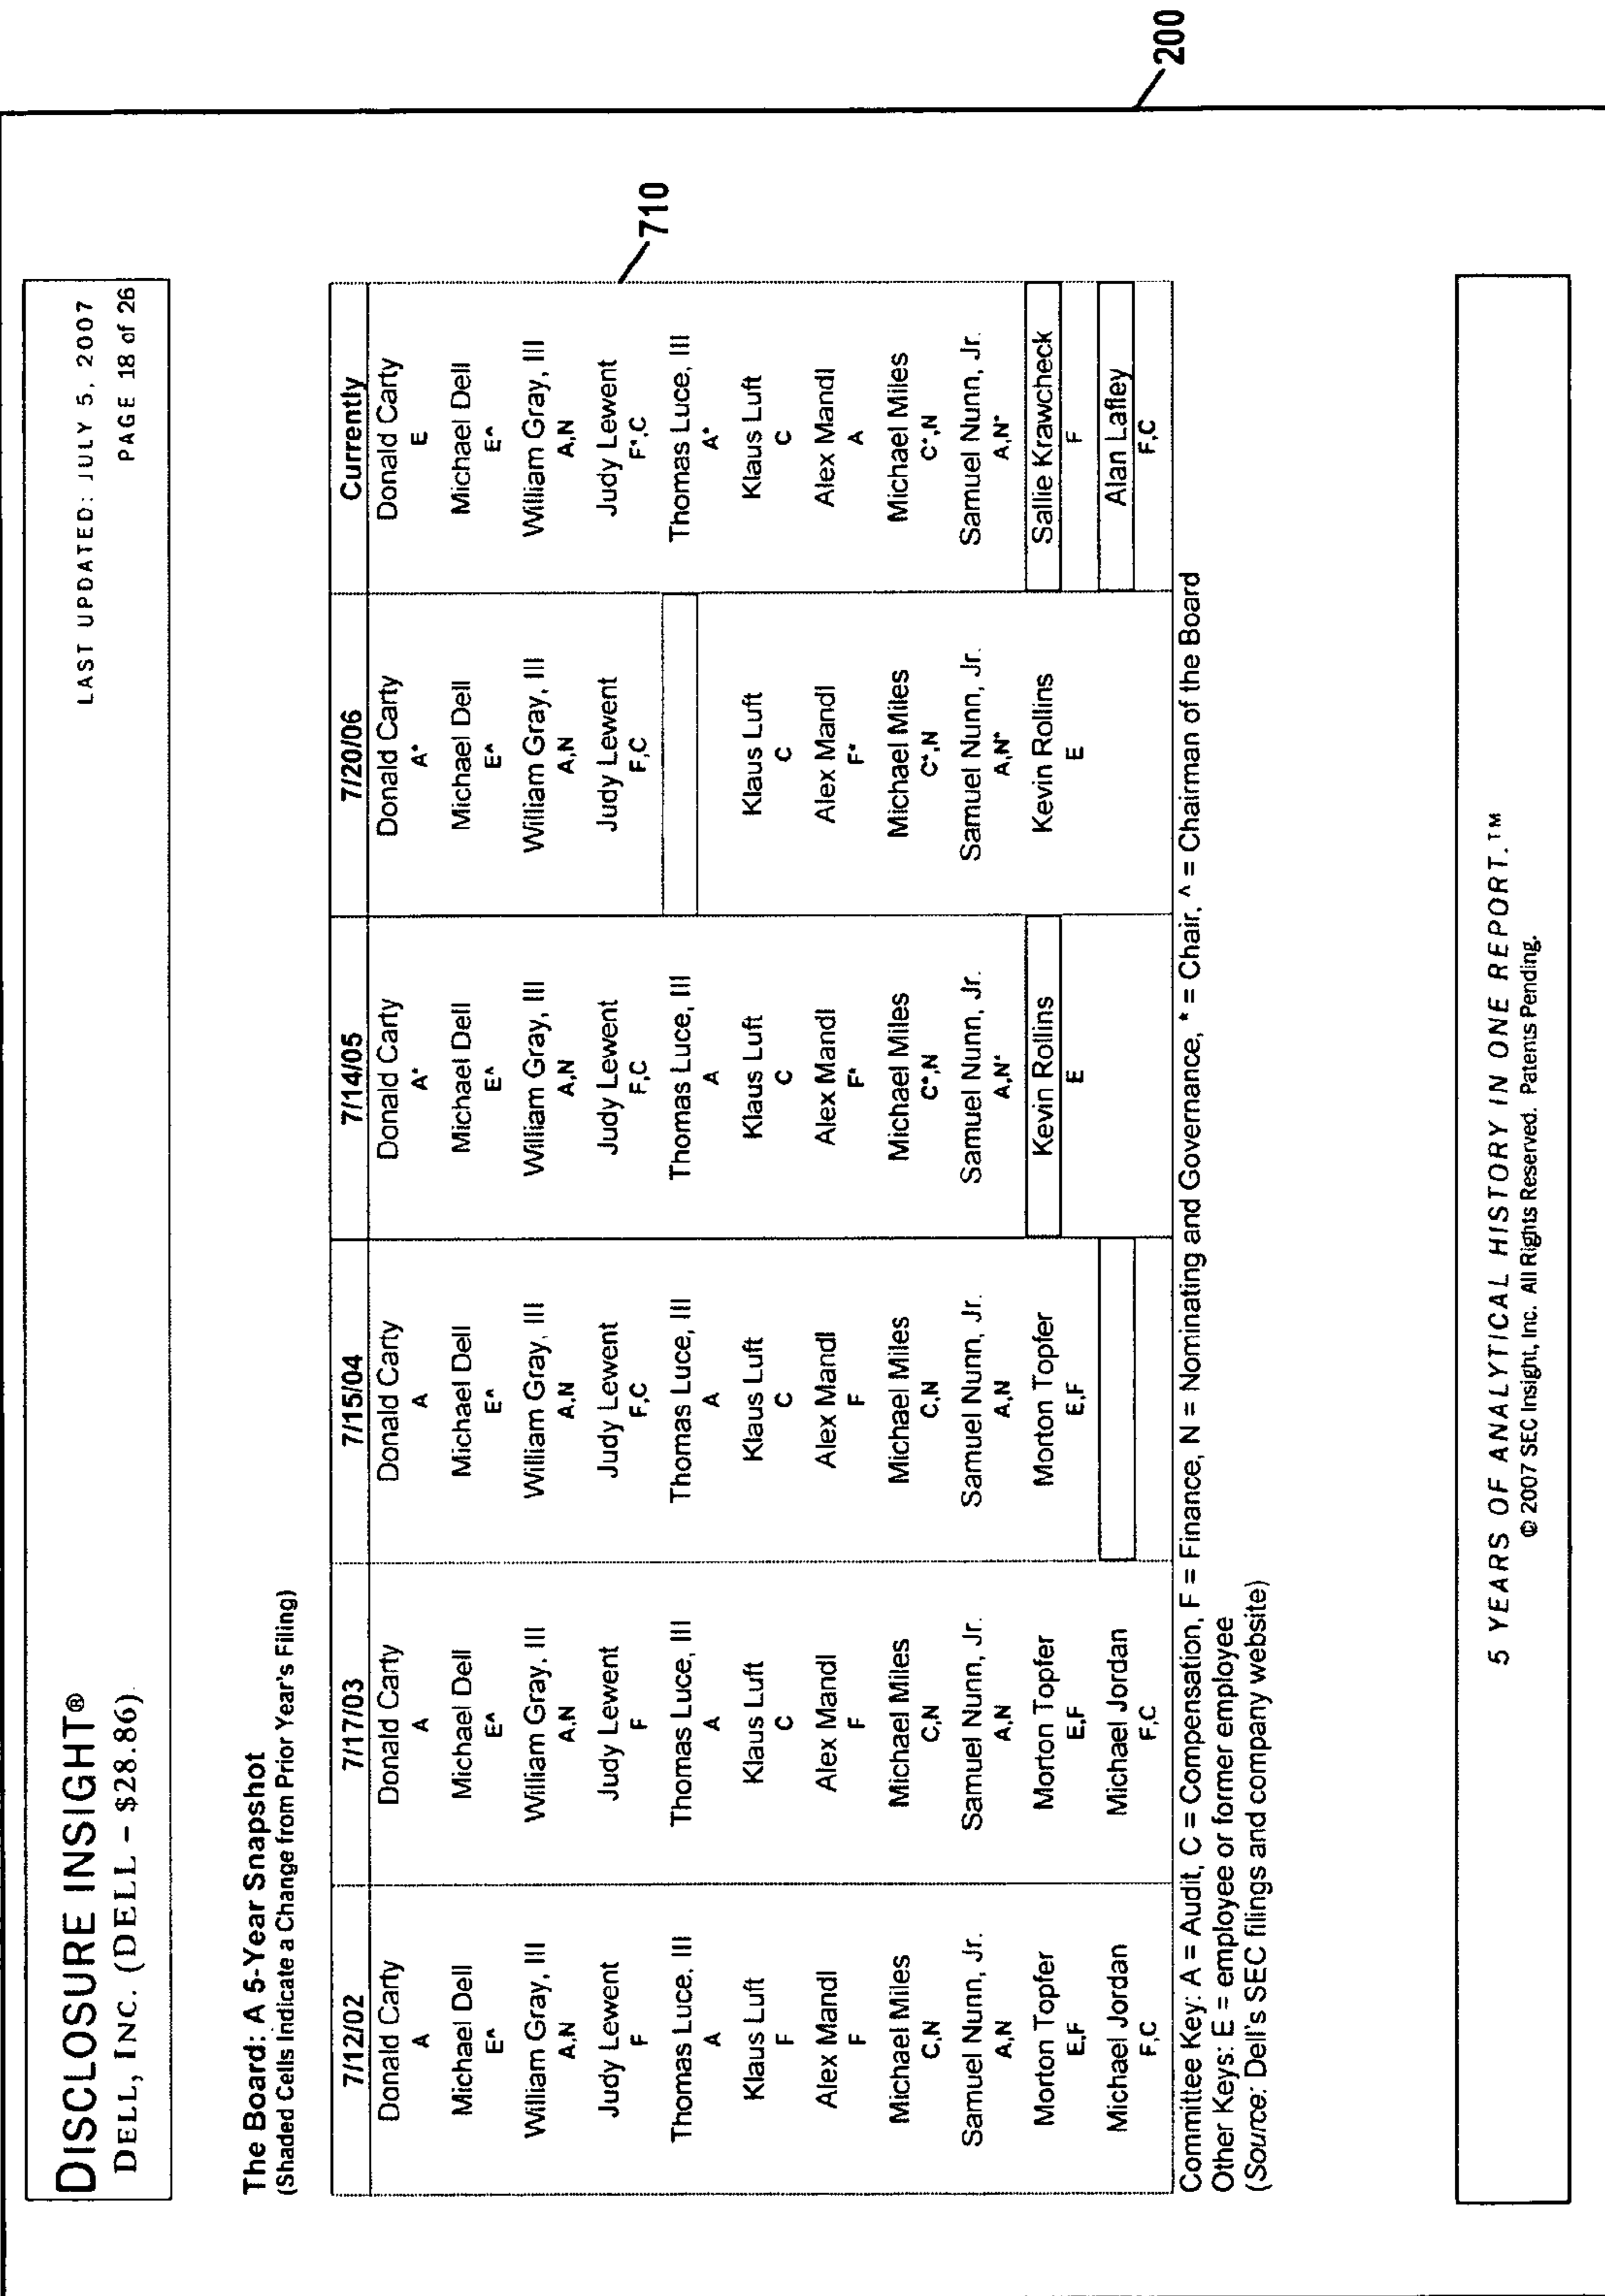 DISCLOSURE INSIGHT® LAST UPDATED: JULY 5, 2007
DELL, INC. (DELL – $28.86) PAGE 18 of 26
The Board: A 5-Year Snapshot
(Shaded Cells Indicate a Change from Prior Year's Filing)
7/12/02 7/17/03 7/15/04 7/14/05 7/20/06 Currently
Donald Carty Donald Carty Donald Carty Donald Carty Donald Carty Donald Carty
A A A A* A* E
Michael Dell Michael Dell Michael Dell Michael Dell Michael Dell Michael Dell
E^ E^ E^ E^ E^ E^
William Gray, III William Gray, III William Gray, III William Gray, III William Gray, III William Gray, III
A,N A,N A,N A,N A,N A,N
Judy Lewent Judy Lewent Judy Lewent Judy Lewent Judy Lewent Judy Lewent
F F F,C F,C F,C F*,C
Thomas Luce, III Thomas Luce, III Thomas Luce, III Thomas Luce, III Thomas Luce, III
A A A A A*
Klaus Luft Klaus Luft Klaus Luft Klaus Luft Klaus Luft Klaus Luft
F C C C C C
Alex Mandl Alex Mandl Alex Mandl Alex Mandl Alex Mandl Alex Mandl
F F F F* F* A
Michael Miles Michael Miles Michael Miles Michael Miles Michael Miles Michael Miles
C,N C,N C,N C*,N C*,N C*,N
Samuel Nunn, Jr. Samuel Nunn, Jr. Samuel Nunn, Jr. Samuel Nunn, Jr. Samuel Nunn, Jr. Samuel Nunn, Jr.
A,N A,N A,N A,N* A,N* A,N*
Morton Topfer Morton Topfer Morton Topfer Kevin Rollins Kevin Rollins Sallie Krawcheck
E,F E,F E,F E E F
Michael Jordan Michael Jordan Alan Lafley
F,C F,C F,C
Committee Key: A = Audit, C = Compensation, F = Finance, N = Nominating and Governance, * = Chair, ^ = Chairman of the Board
Other Keys: E = employee or former employee
(Source: Dell's SEC filings and company website)
710
5 YEARS OF ANALYTICAL HISTORY IN ONE REPORT.™
© 2007 SEC Insight, Inc. All Rights Reserved. Patents Pending.
200